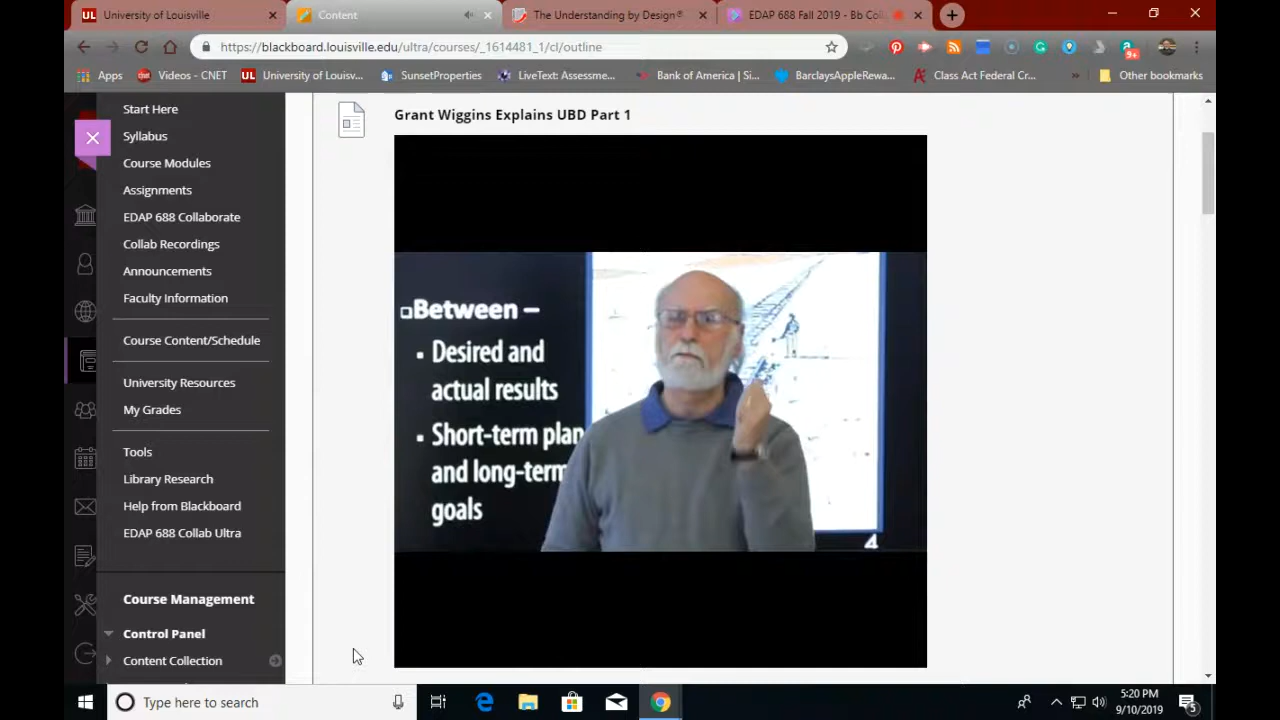 University of Louisville
Content
The Understanding by Design®
EDAP 688 Fall 2019 - Bb Coll
https://blackboard.louisville.edu/ultra/courses/_1614481_1/cl/outline
9+
Apps
Videos - CNET
UL University of Louisv...
SunsetProperties
LiveText: Assessme...
Bank of America | Si...
BarclaysAppleRewa...
Class Act Federal Cr...
»
Other bookmarks
Start Here
Syllabus
Course Modules
Assignments
EDAP 688 Collaborate
Collab Recordings
Announcements
Faculty Information
Course Content/Schedule
University Resources
My Grades
Tools
Library Research
Help from Blackboard
EDAP 688 Collab Ultra
Course Management
Control Panel
Content Collection
Grant Wiggins Explains UBD Part 1
Between –
▪ Desired and
actual results
▪ Short-term plan
and long-term
goals
4
Type here to search
5:20 PM
9/10/2019
5